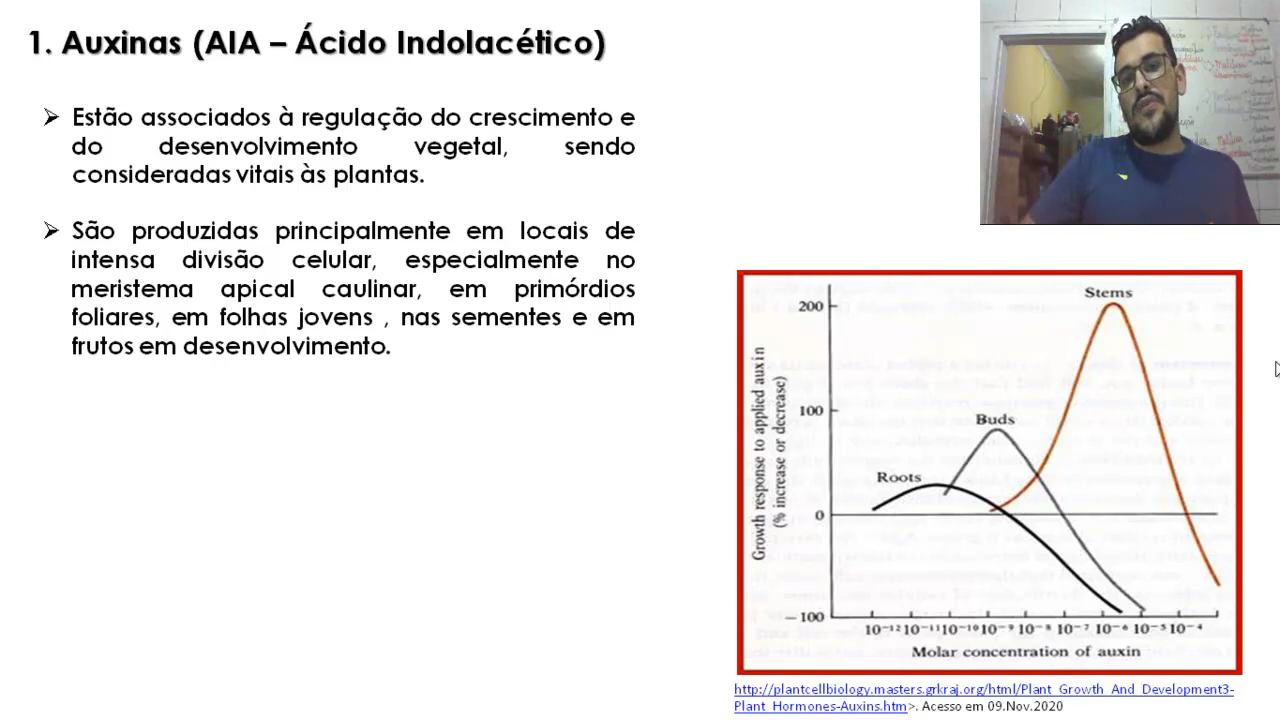 1. Auxinas (AIA – Ácido Indolacético)
➢ Estão associados à regulação do crescimento e
do desenvolvimento vegetal, sendo
consideradas vitais às plantas.
➢ São produzidas principalmente em locais de
intensa divisão celular, especialmente no
meristema apical caulinar, em primórdios
foliares, em folhas jovens , nas sementes e em
frutos em desenvolvimento.
Growth response to applied auxin
(% increase or decrease)
200
100
0
−100
Stems
Buds
Roots
10⁻¹² 10⁻¹¹ 10⁻¹⁰ 10⁻⁹ 10⁻⁸ 10⁻⁷ 10⁻⁶ 10⁻⁵ 10⁻⁴
Molar concentration of auxin
http://plantcellbiology.masters.grkraj.org/html/Plant_Growth_And_Development3-
Plant_Hormones-Auxins.htm>. Acesso em 09.Nov.2020